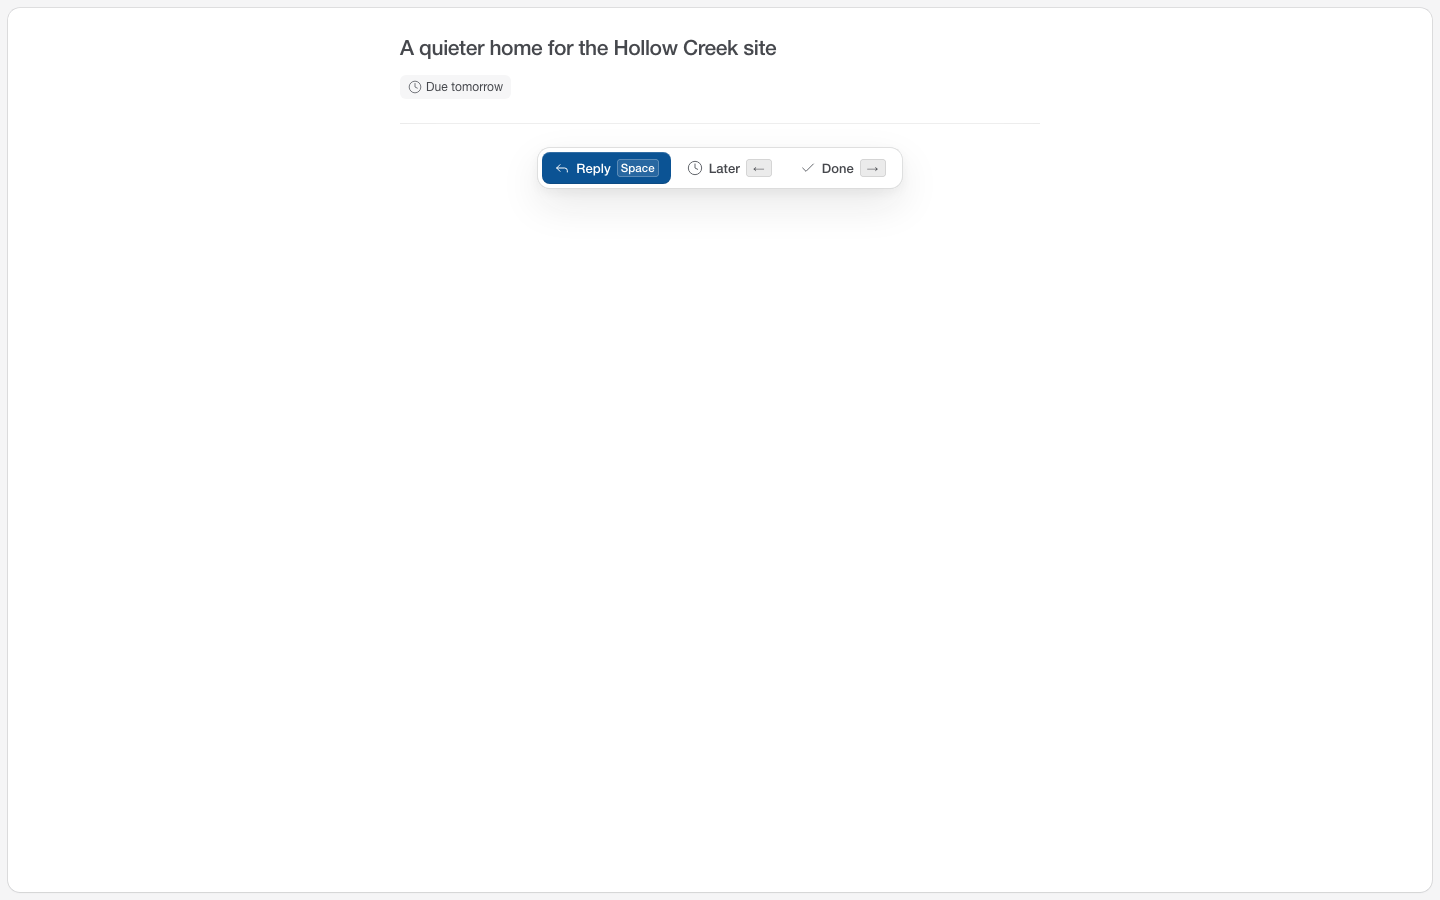 A quieter home for the Hollow Creek site
Due tomorrow
Reply Space Later ← Done →